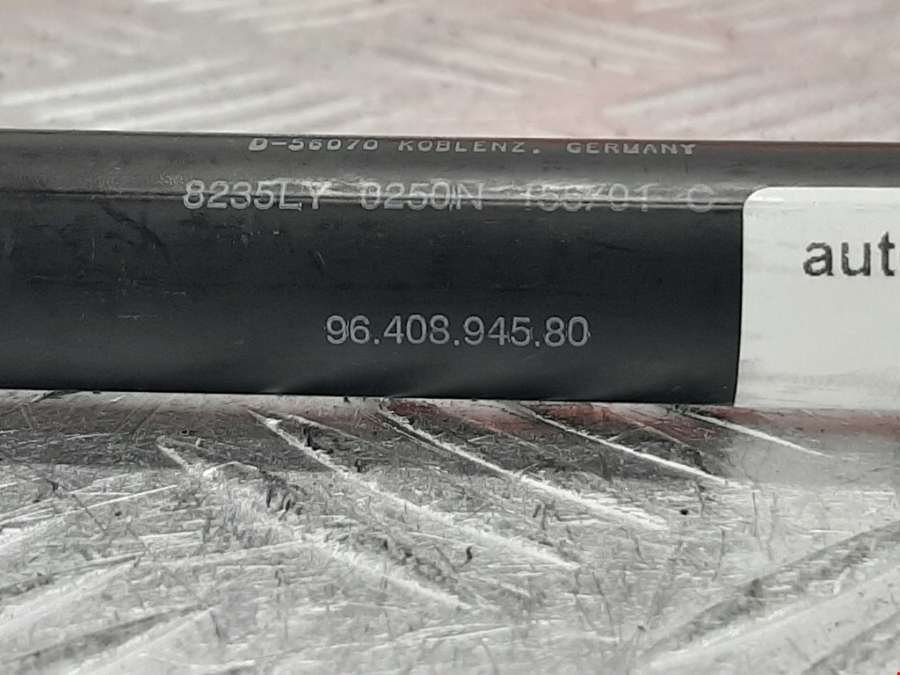 D-56070 KOBLENZ. GERMANY
8235LY 0250N C
96.408.945.80
aut